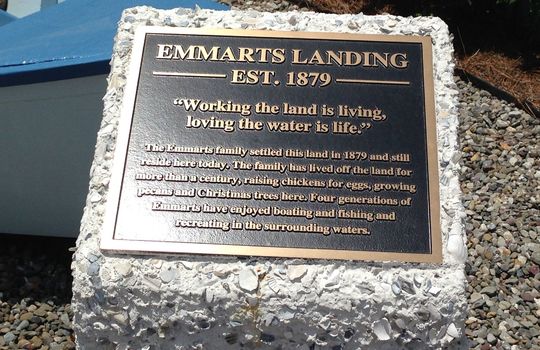 EMMARTS LANDING
EST. 1879
“Working the land is living,
loving the water is life.”
The Emmarts family settled this land in 1879 and still
reside here today. The family has lived off the land for
more than a century, raising chickens for eggs, growing
pecans and Christmas trees here. Four generations of
Emmarts have enjoyed boating and fishing and
recreating in the surrounding waters.